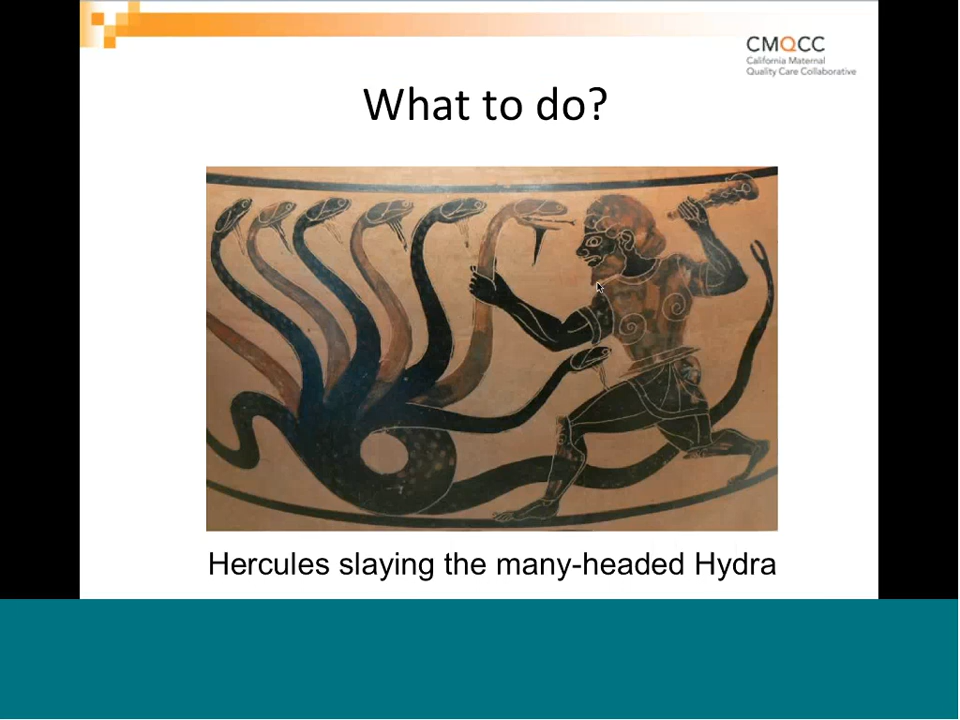 CMQCC
California Maternal
Quality Care Collaborative
What to do?
Hercules slaying the many-headed Hydra